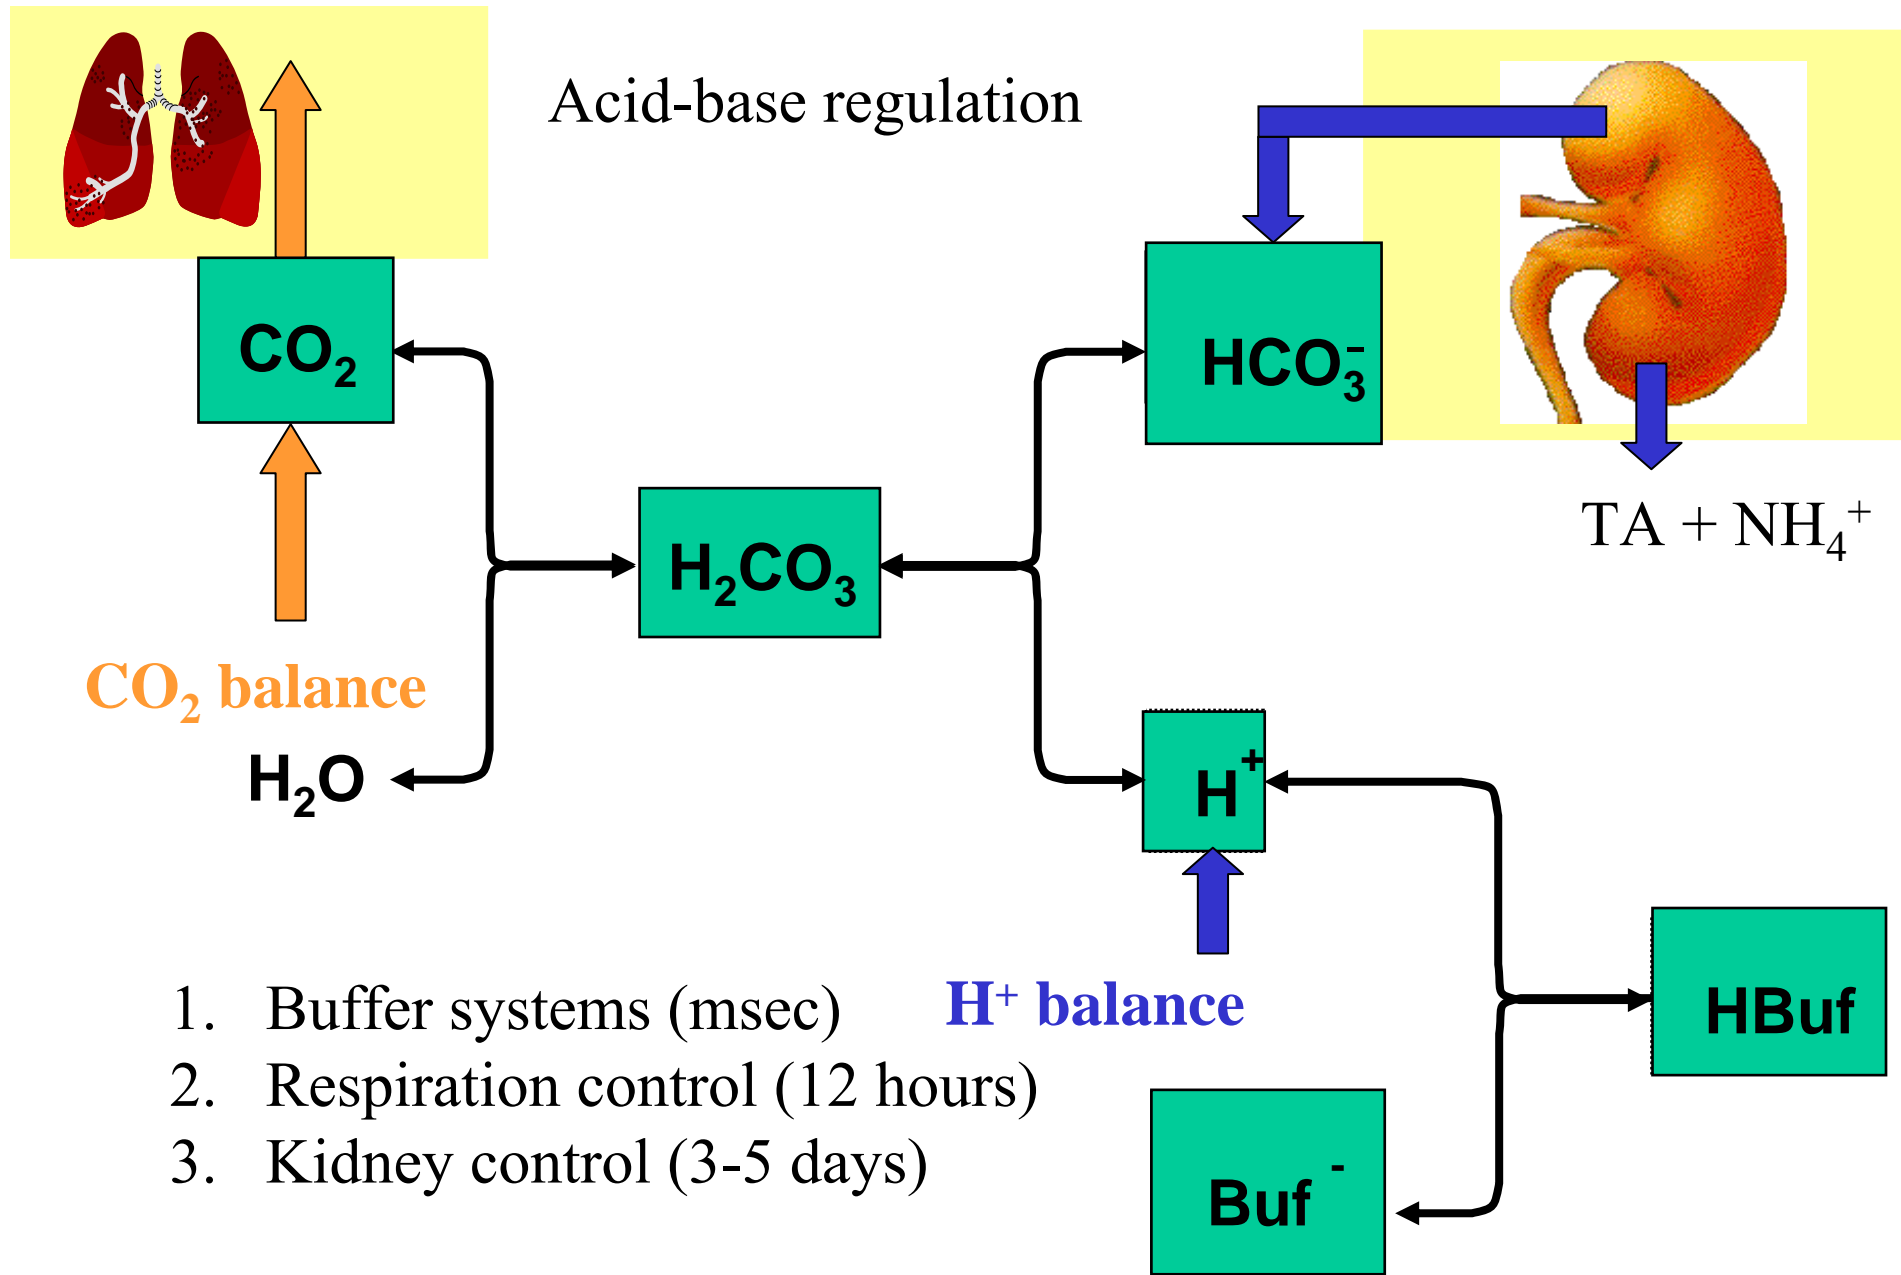 Acid-base regulation
CO₂
HCO₃⁻
TA + NH₄⁺
H₂CO₃
CO₂ balance
H₂O
H⁺
H⁺ balance
HBuf
Buf ⁻
1. Buffer systems (msec)
2. Respiration control (12 hours)
3. Kidney control (3-5 days)